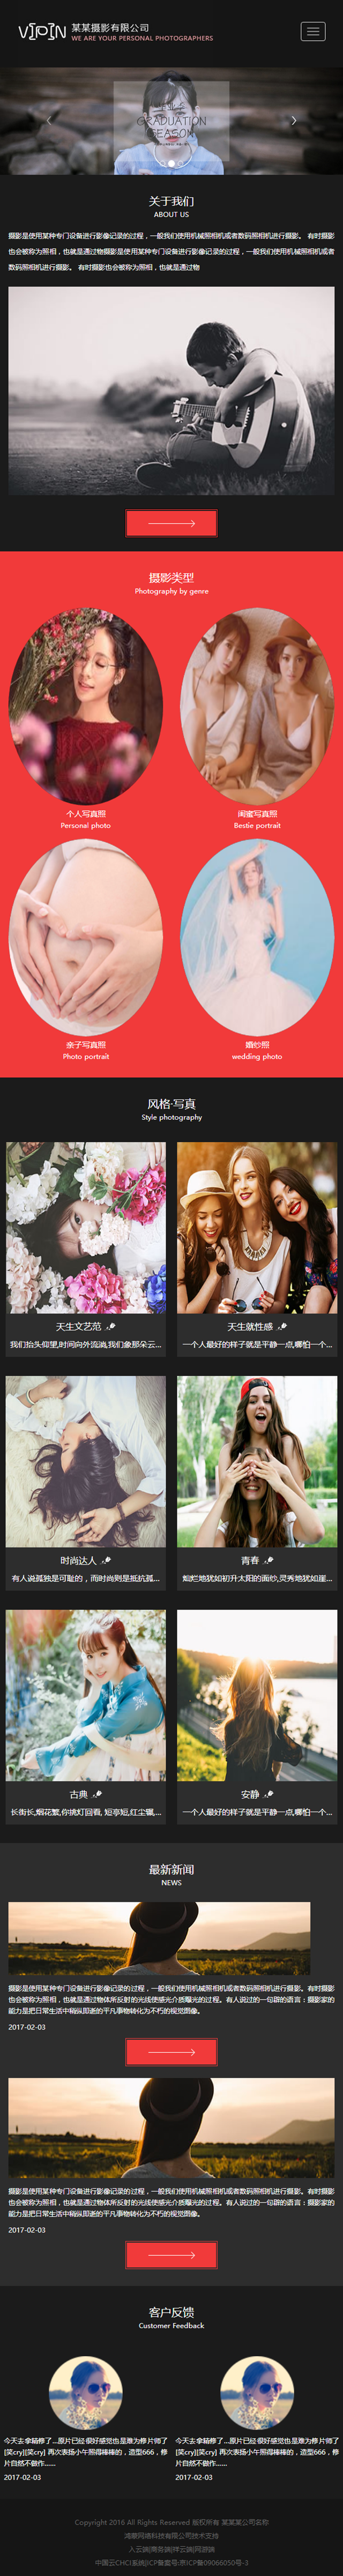 VIPIN 某某摄影有限公司
WE ARE YOUR PERSONAL PHOTOGRAPHERS
GRADUATION
SEASON
关于我们
ABOUT US
摄影是使用某种专门设备进行影像记录的过程，一般我们使用机械照相机或者数码照相机进行摄影。 有时摄
影也会被称为照相，也就是通过物摄影是使用某种专门设备进行影像记录的过程，一般我们使用机械照相机或者
数码照相机进行摄影。 有时摄影也会被称为照相，也就是通过物
摄影类型
Photography by genre
个人写真照
Personal photo
闺蜜写真照
Bestie portrait
亲子写真照
Photo portrait
婚纱照
wedding photo
风格·写真
Style photography
天生文艺范
我们抬头仰望,时间向外流淌,我们象那朵云...
天生就性感
一个人最好的样子就是平静一点,哪怕一个...
时尚达人
有人说孤独是可耻的，而时尚则是抵抗孤...
青春
灿烂地犹如初升太阳的面纱,灵秀地犹如崖...
古典
长街长,烟花繁,你挑灯回看, 短亭短,红尘辗,...
安静
一个人最好的样子就是平静一点,哪怕一个...
最新新闻
NEWS
摄影是使用某种专门设备进行影像记录的过程，一般我们使用机械照相机或者数码照相机进行摄影。有时摄影
也会被称为照相，也就是通过物体所反射的光线使感光介质曝光的过程。有人说过的一句精辟的语言：摄影家的
能力是把日常生活中稍纵即逝的平凡事物转化为不朽的视觉图像。
2017-02-03
摄影是使用某种专门设备进行影像记录的过程，一般我们使用机械照相机或者数码照相机进行摄影。有时摄影
也会被称为照相，也就是通过物体所反射的光线使感光介质曝光的过程。有人说过的一句精辟的语言：摄影家的
能力是把日常生活中稍纵即逝的平凡事物转化为不朽的视觉图像。
2017-02-03
客户反馈
Customer Feedback
今天去拿精修了...原片已经很好感觉也是难为修片师了
[笑cry][笑cry] 再次表扬小午照得棒棒的，造型666，修
片自然不做作......
2017-02-03
今天去拿精修了...原片已经很好感觉也是难为修片师了
[笑cry][笑cry] 再次表扬小午照得棒棒的，造型666，修
片自然不做作......
2017-02-03
Copyright 2016 All Rights Reserved 版权所有 某某某公司名称
鸿蒙网络科技有限公司技术支持
入云端|商务端|祥云端|网游端
中国云CHCI系统|ICP备案号:京ICP备09066050号-3